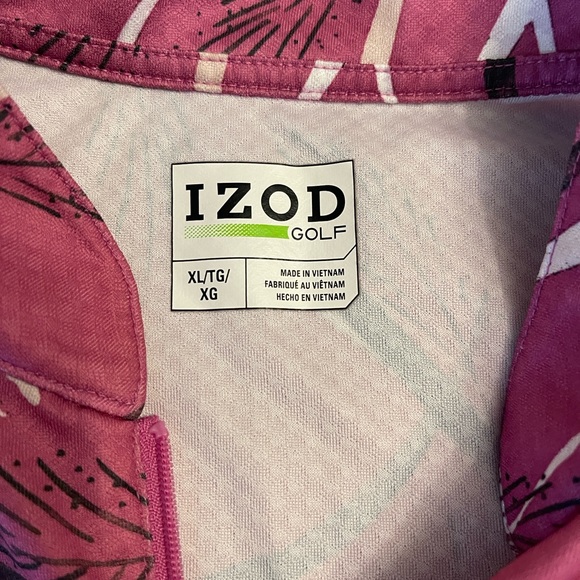 IZOD
GOLF
XL/TG/
XG
MADE IN VIETNAM
FABRIQUÉ AU VIÊTNAM
HECHO EN VIETNAM